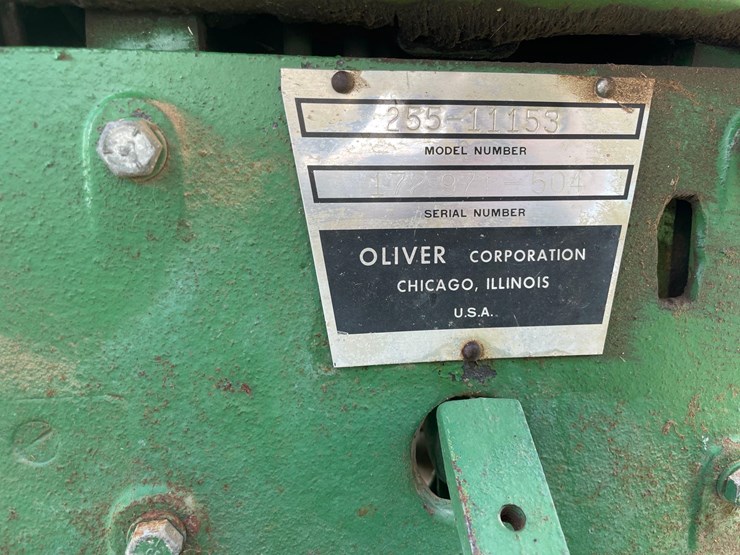 255-11153
MODEL NUMBER
SERIAL NUMBER
OLIVER CORPORATION
CHICAGO, ILLINOIS
U.S.A.